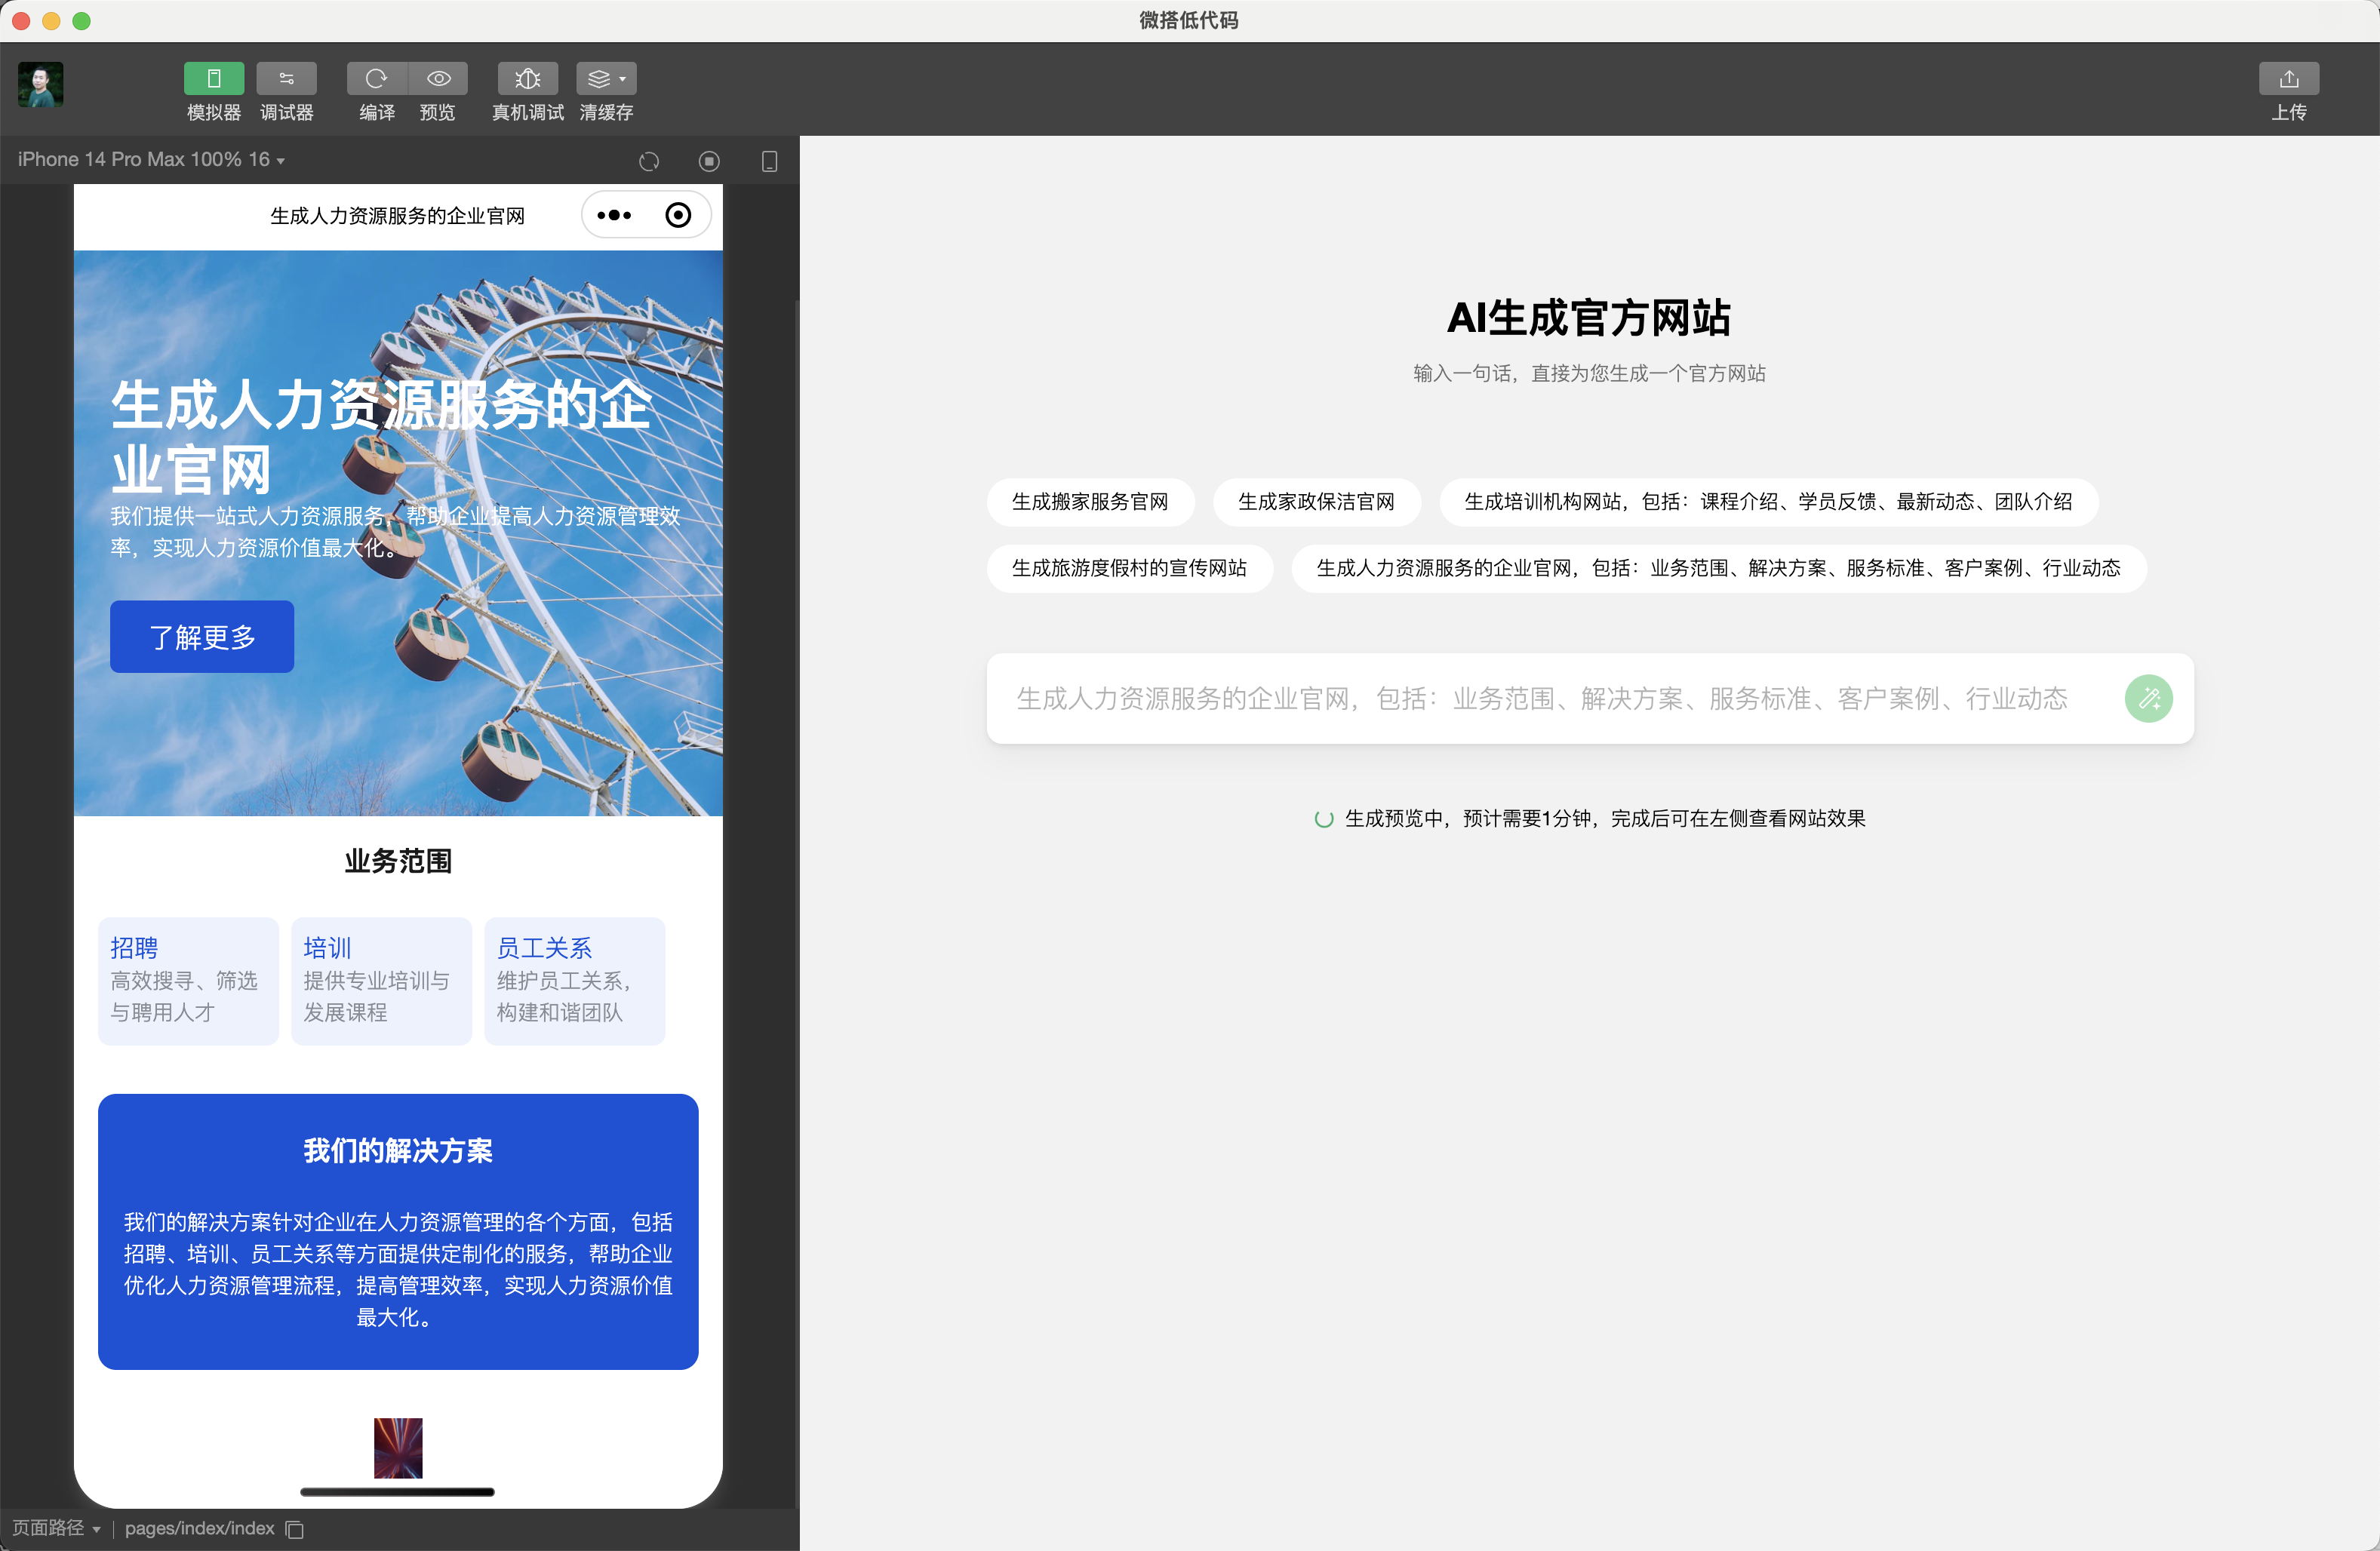 微搭低代码
模拟器 调试器 编译 预览 真机调试 清缓存 上传
iPhone 14 Pro Max 100% 16
生成人力资源服务的企业官网
生成人力资源服务的企
业官网
我们提供一站式人力资源服务，帮助企业提高人力资源管理效
率，实现人力资源价值最大化。
了解更多
业务范围
招聘
高效搜寻、筛选
与聘用人才
培训
提供专业培训与
发展课程
员工关系
维护员工关系，
构建和谐团队
我们的解决方案
我们的解决方案针对企业在人力资源管理的各个方面，包括
招聘、培训、员工关系等方面提供定制化的服务，帮助企业
优化人力资源管理流程，提高管理效率，实现人力资源价值
最大化。
页面路径 pages/index/index
AI生成官方网站
输入一句话，直接为您生成一个官方网站
生成搬家服务官网 生成家政保洁官网 生成培训机构网站，包括：课程介绍、学员反馈、最新动态、团队介绍
生成旅游度假村的宣传网站 生成人力资源服务的企业官网，包括：业务范围、解决方案、服务标准、客户案例、行业动态
生成人力资源服务的企业官网，包括：业务范围、解决方案、服务标准、客户案例、行业动态
生成预览中，预计需要1分钟，完成后可在左侧查看网站效果